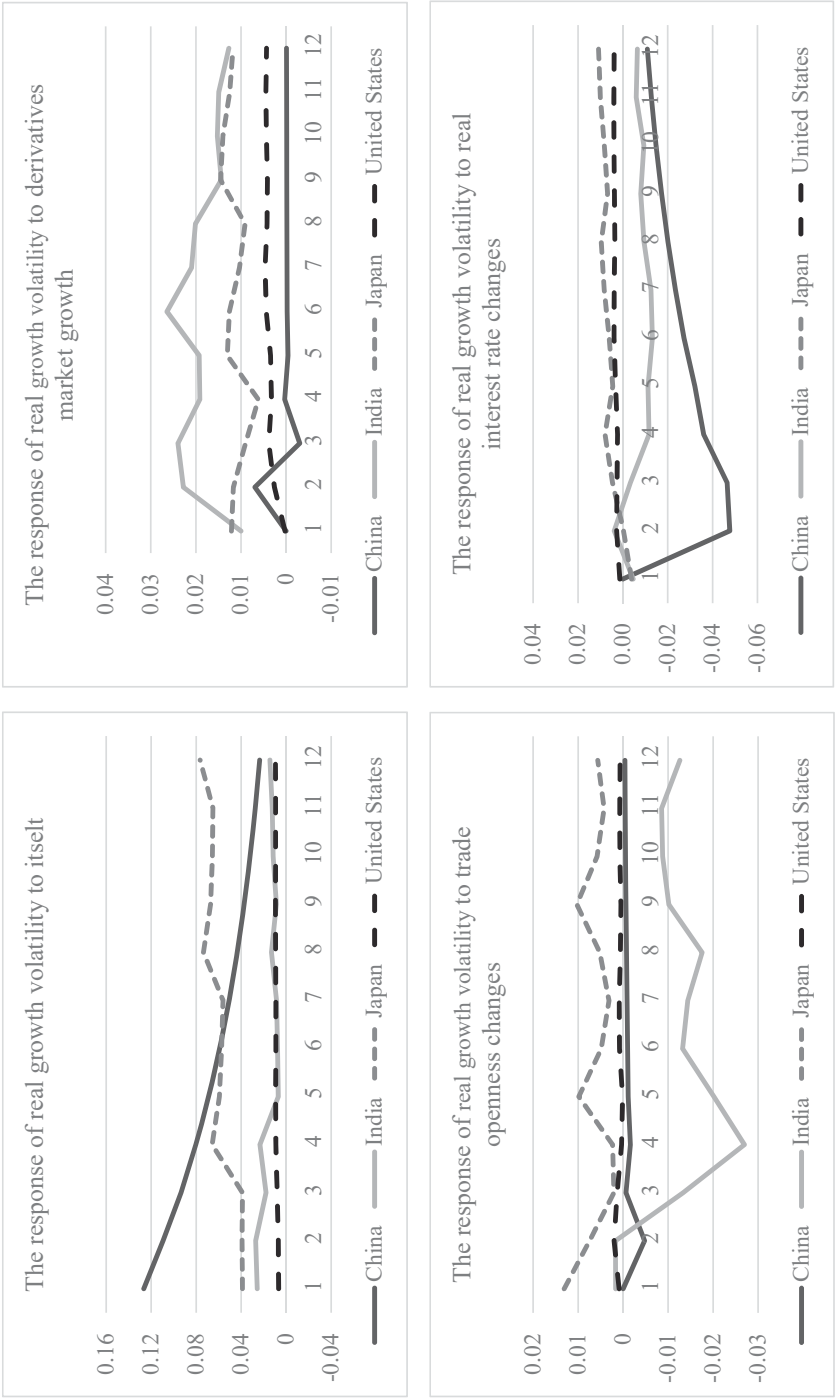 The response of real growth volatility to itselt
0.16
0.12
0.08
0.04
0
-0.04
1 2 3 4 5 6 7 8 9 10 11 12
China India Japan United States
The response of real growth volatility to derivatives
market growth
0.04
0.03
0.02
0.01
0
-0.01
1 2 3 4 5 6 7 8 9 10 11 12
China India Japan United States
The response of real growth volatility to trade
openness changes
0.02
0.01
0
-0.01
-0.02
-0.03
1 2 3 4 5 6 7 8 9 10 11 12
China India Japan United States
The response of real growth volatility to real
interest rate changes
0.04
0.02
0.00
-0.02
-0.04
-0.06
1 2 3 4 5 6 7 8 9 10 11 12
China India Japan United States